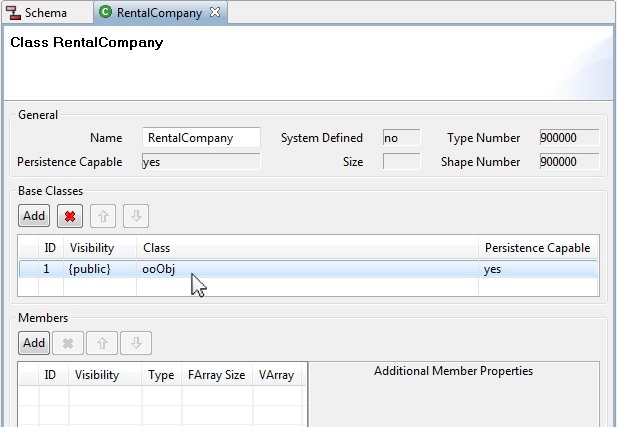 Schema RentalCompany
Class RentalCompany
General
Name RentalCompany System Defined no Type Number 900000
Persistence Capable yes Size Shape Number 900000
Base Classes
Add
ID Visibility Class Persistence Capable
1 {public} ooObj yes
Members
Add
ID Visibility Type FArray Size VArray Additional Member Properties